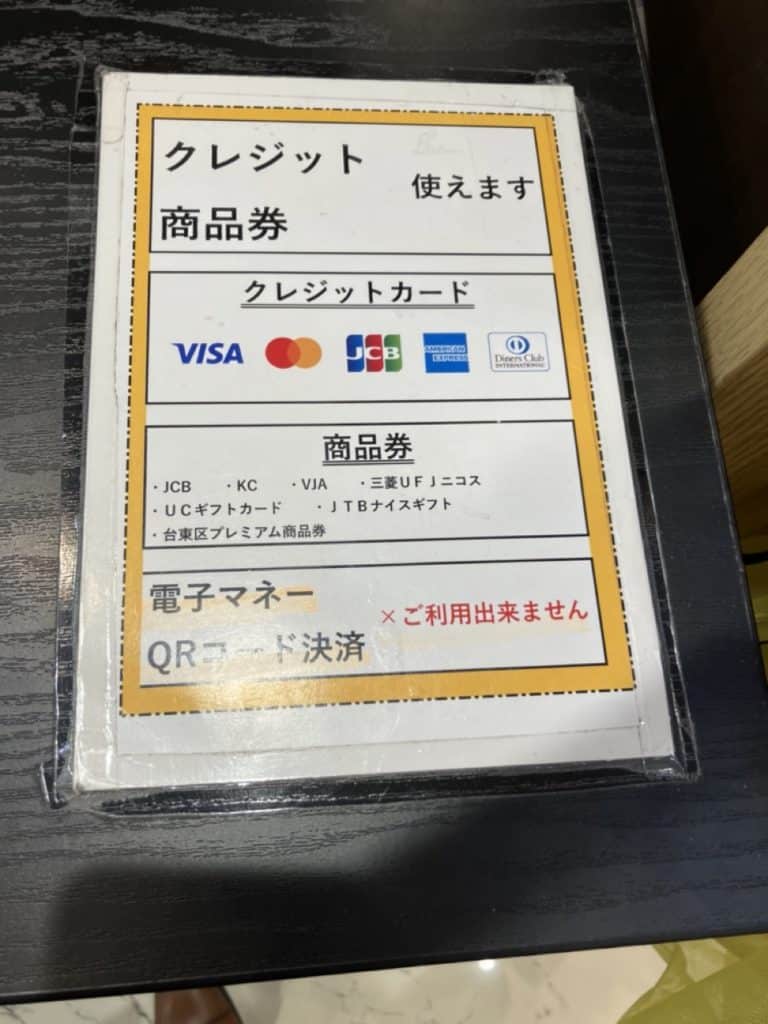 クレジット
使えます
商品券
クレジットカード
VISA JCB AMERICAN EXPRESS Diners Club INTERNATIONAL
商品券
・JCB ・KC ・VJA ・三菱ＵＦＪニコス
・ＵＣギフトカード ・ＪＴＢナイスギフト
・台東区プレミアム商品券
電子マネー
×ご利用出来ません
QRコード決済